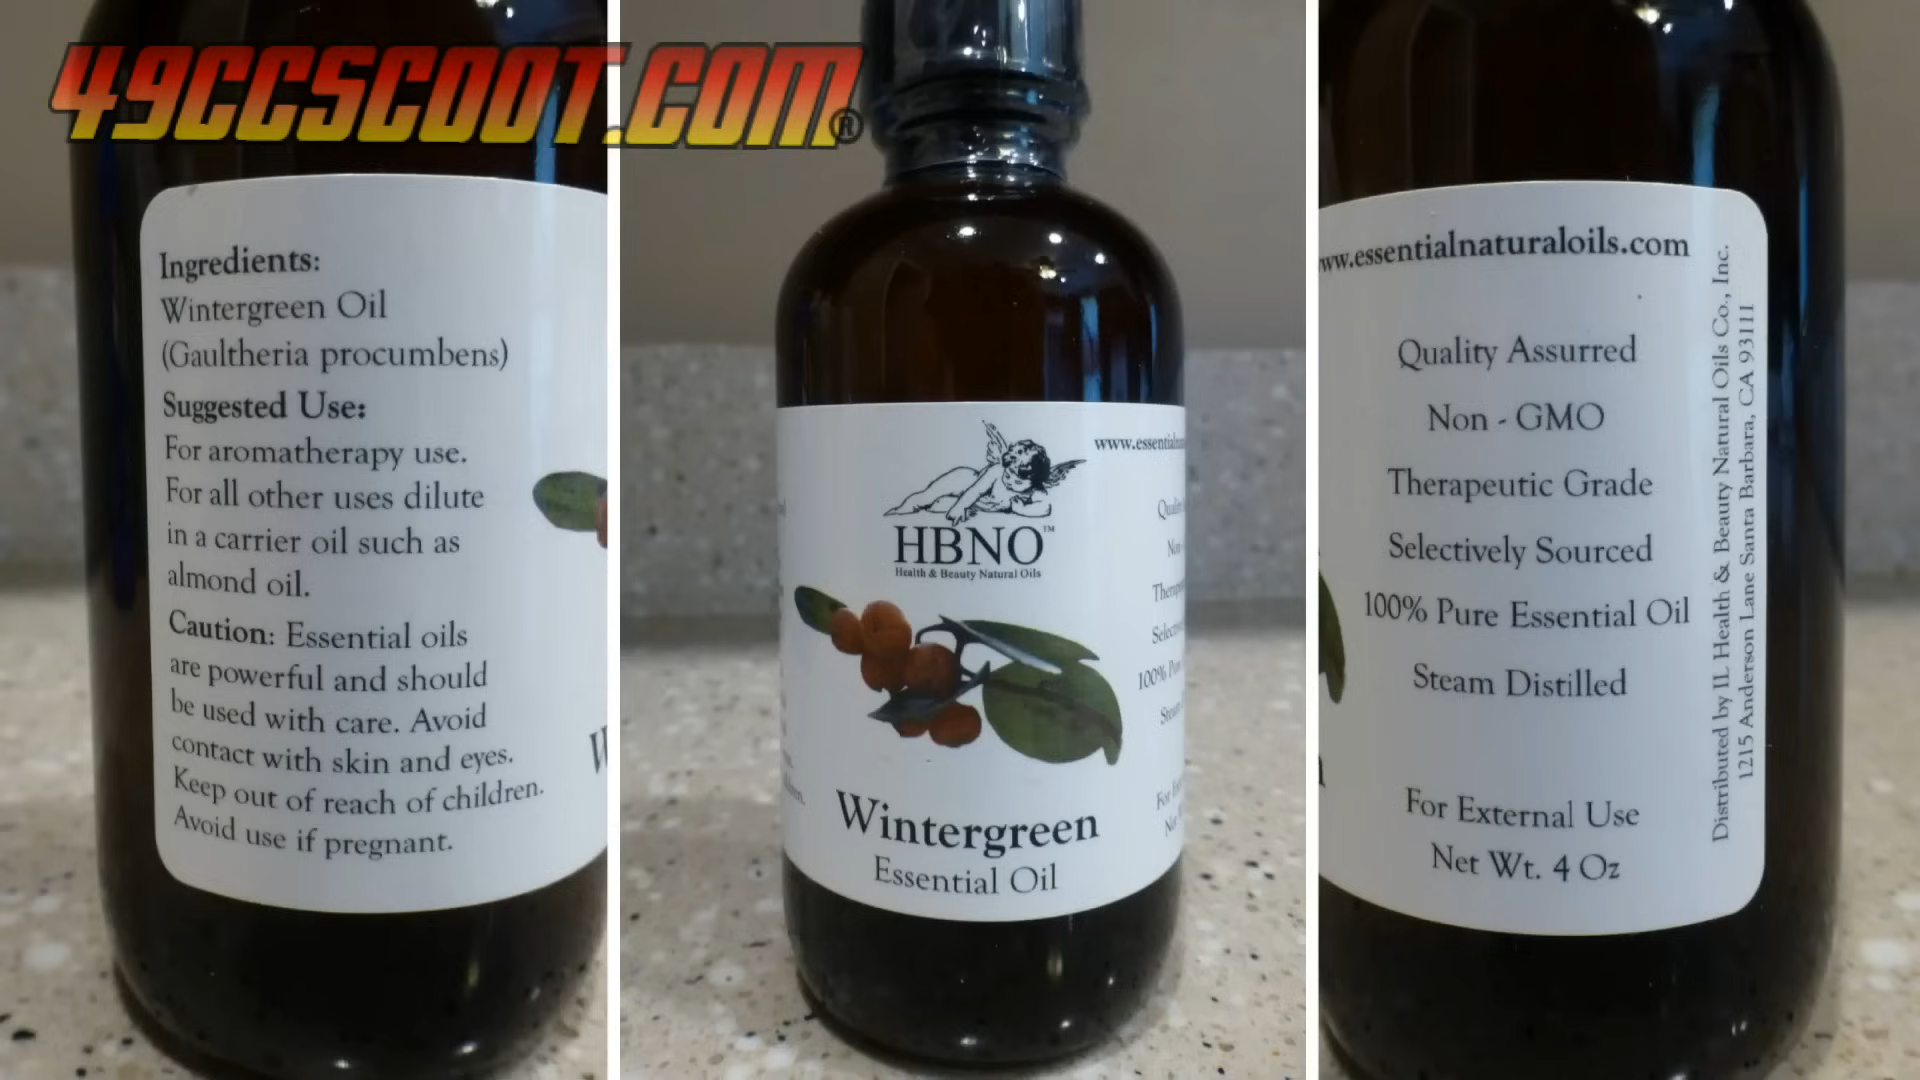 49CCSCOOT.COM®
Ingredients:
Wintergreen Oil
(Gaultheria procumbens)
Suggested Use:
For aromatherapy use.
For all other uses dilute
in a carrier oil such as
almond oil.
Caution: Essential oils
are powerful and should
be used with care. Avoid
contact with skin and eyes.
Keep out of reach of children.
Avoid use if pregnant.
HBNO™
Health & Beauty Natural Oils
Wintergreen
Essential Oil
www.essentialnaturaloils.com
Quality Assurred
Non - GMO
Therapeutic Grade
Selectively Sourced
100% Pure Essential Oil
Steam Distilled
For External Use
Net Wt. 4 Oz
Distributed by IL Health & Beauty Natural Oils Co., Inc.
1215 Anderson Lane Santa Barbara, CA 93111